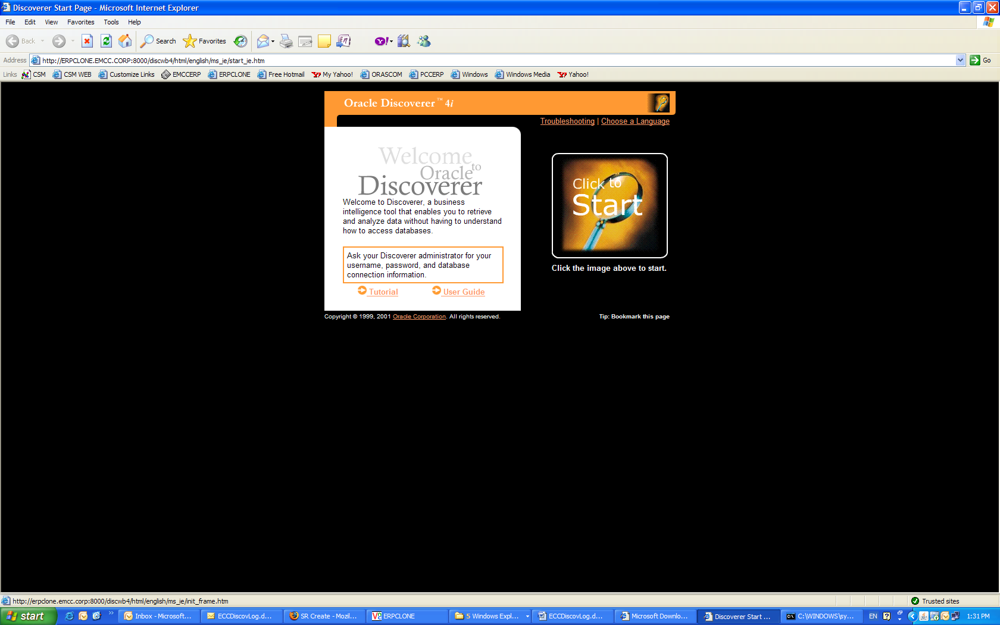 Discoverer Start Page - Microsoft Internet Explorer
File Edit View Favorites Tools Help
Back Search Favorites
Address http://ERPCLONE.EMCC.CORP:8000/discwb4/html/english/ms_ie/start_ie.htm Go
Links CSM CSM WEB Customize Links EMCCERP ERPCLONE Free Hotmail My Yahoo! ORASCOM PCCERP Windows Windows Media Yahoo!
Oracle Discoverer ™ 4i
Troubleshooting | Choose a Language
Welcome
to
Oracle
Discoverer
Welcome to Discoverer, a business
intelligence tool that enables you to retrieve
and analyze data without having to understand
how to access databases.
Ask your Discoverer administrator for your
username, password, and database
connection information.
Tutorial User Guide
Click to
Start
Click the image above to start.
Copyright © 1999, 2001 Oracle Corporation. All rights reserved.
Tip: Bookmark this page
http://erpclone.emcc.corp:8000/discwb4/html/english/ms_ie/init_frame.htm Trusted sites
start Inbox - Microsoft... ECCDiscovLog.d... SR Create - Mozil... ERPCLONE 5 Windows Expl... ECCDiscovLog.d... Microsoft Downlo... Discoverer Start ... C:\WINDOWS\sy... EN 1:31 PM